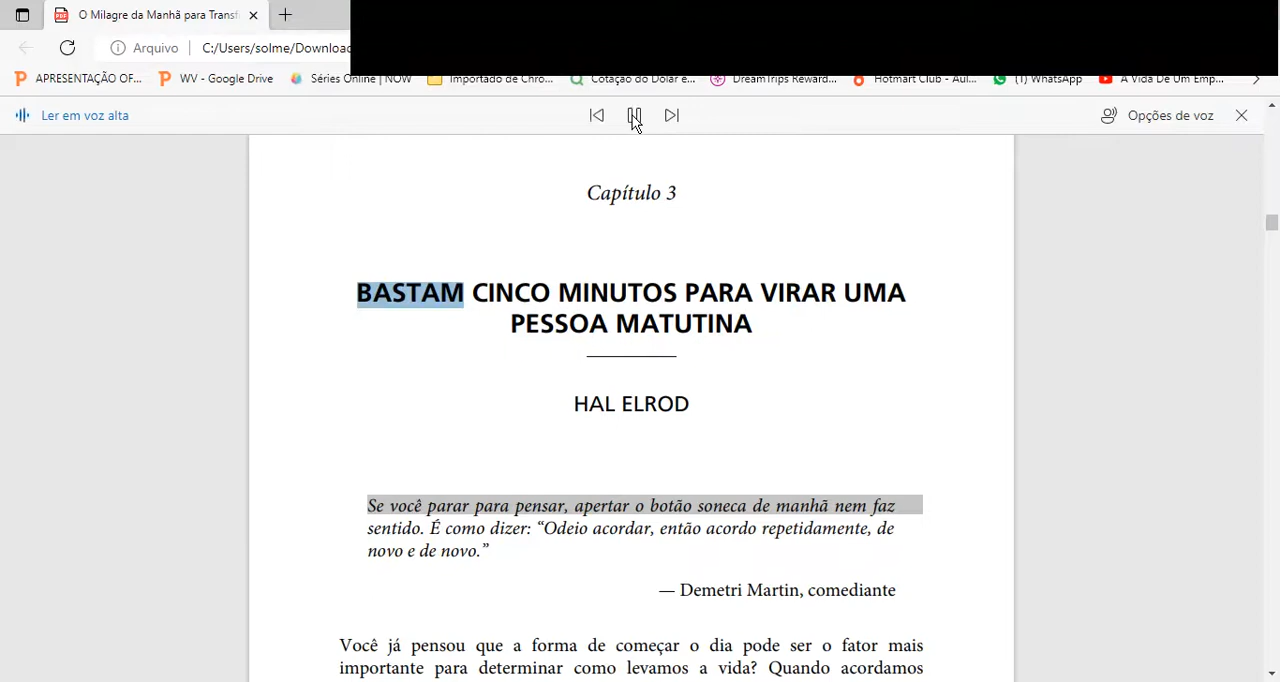 O Milagre da Manhã para Transf
Arquivo C:/Users/solme/Downloac
APRESENTAÇÃO OF... WV - Google Drive Séries Online | NOW Importado de Chro... Cotação do Dólar e... DreamTrips Reward... Hotmart Club - Aul... (1) WhatsApp A Vida De Um Emp...
Ler em voz alta Opções de voz
Capítulo 3
BASTAM CINCO MINUTOS PARA VIRAR UMA
PESSOA MATUTINA
HAL ELROD
Se você parar para pensar, apertar o botão soneca de manhã nem faz
sentido. É como dizer: “Odeio acordar, então acordo repetidamente, de
novo e de novo.”
— Demetri Martin, comediante
Você já pensou que a forma de começar o dia pode ser o fator mais
importante para determinar como levamos a vida? Quando acordamos